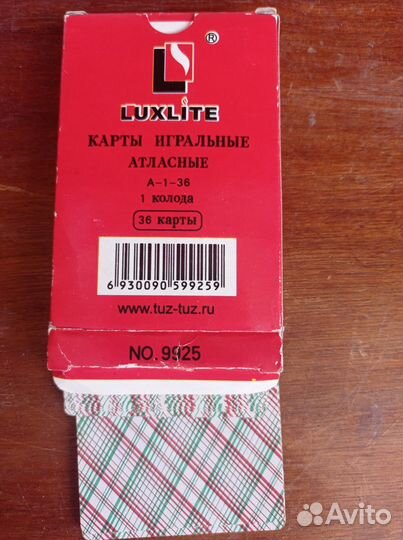 ®
LUXLITE
КАРТЫ ИГРАЛЬНЫЕ
АТЛАСНЫЕ
А-1-36
1 колода
36 карты
6 930090 599259
www.tuz-tuz.ru
NO. 9925
Avito